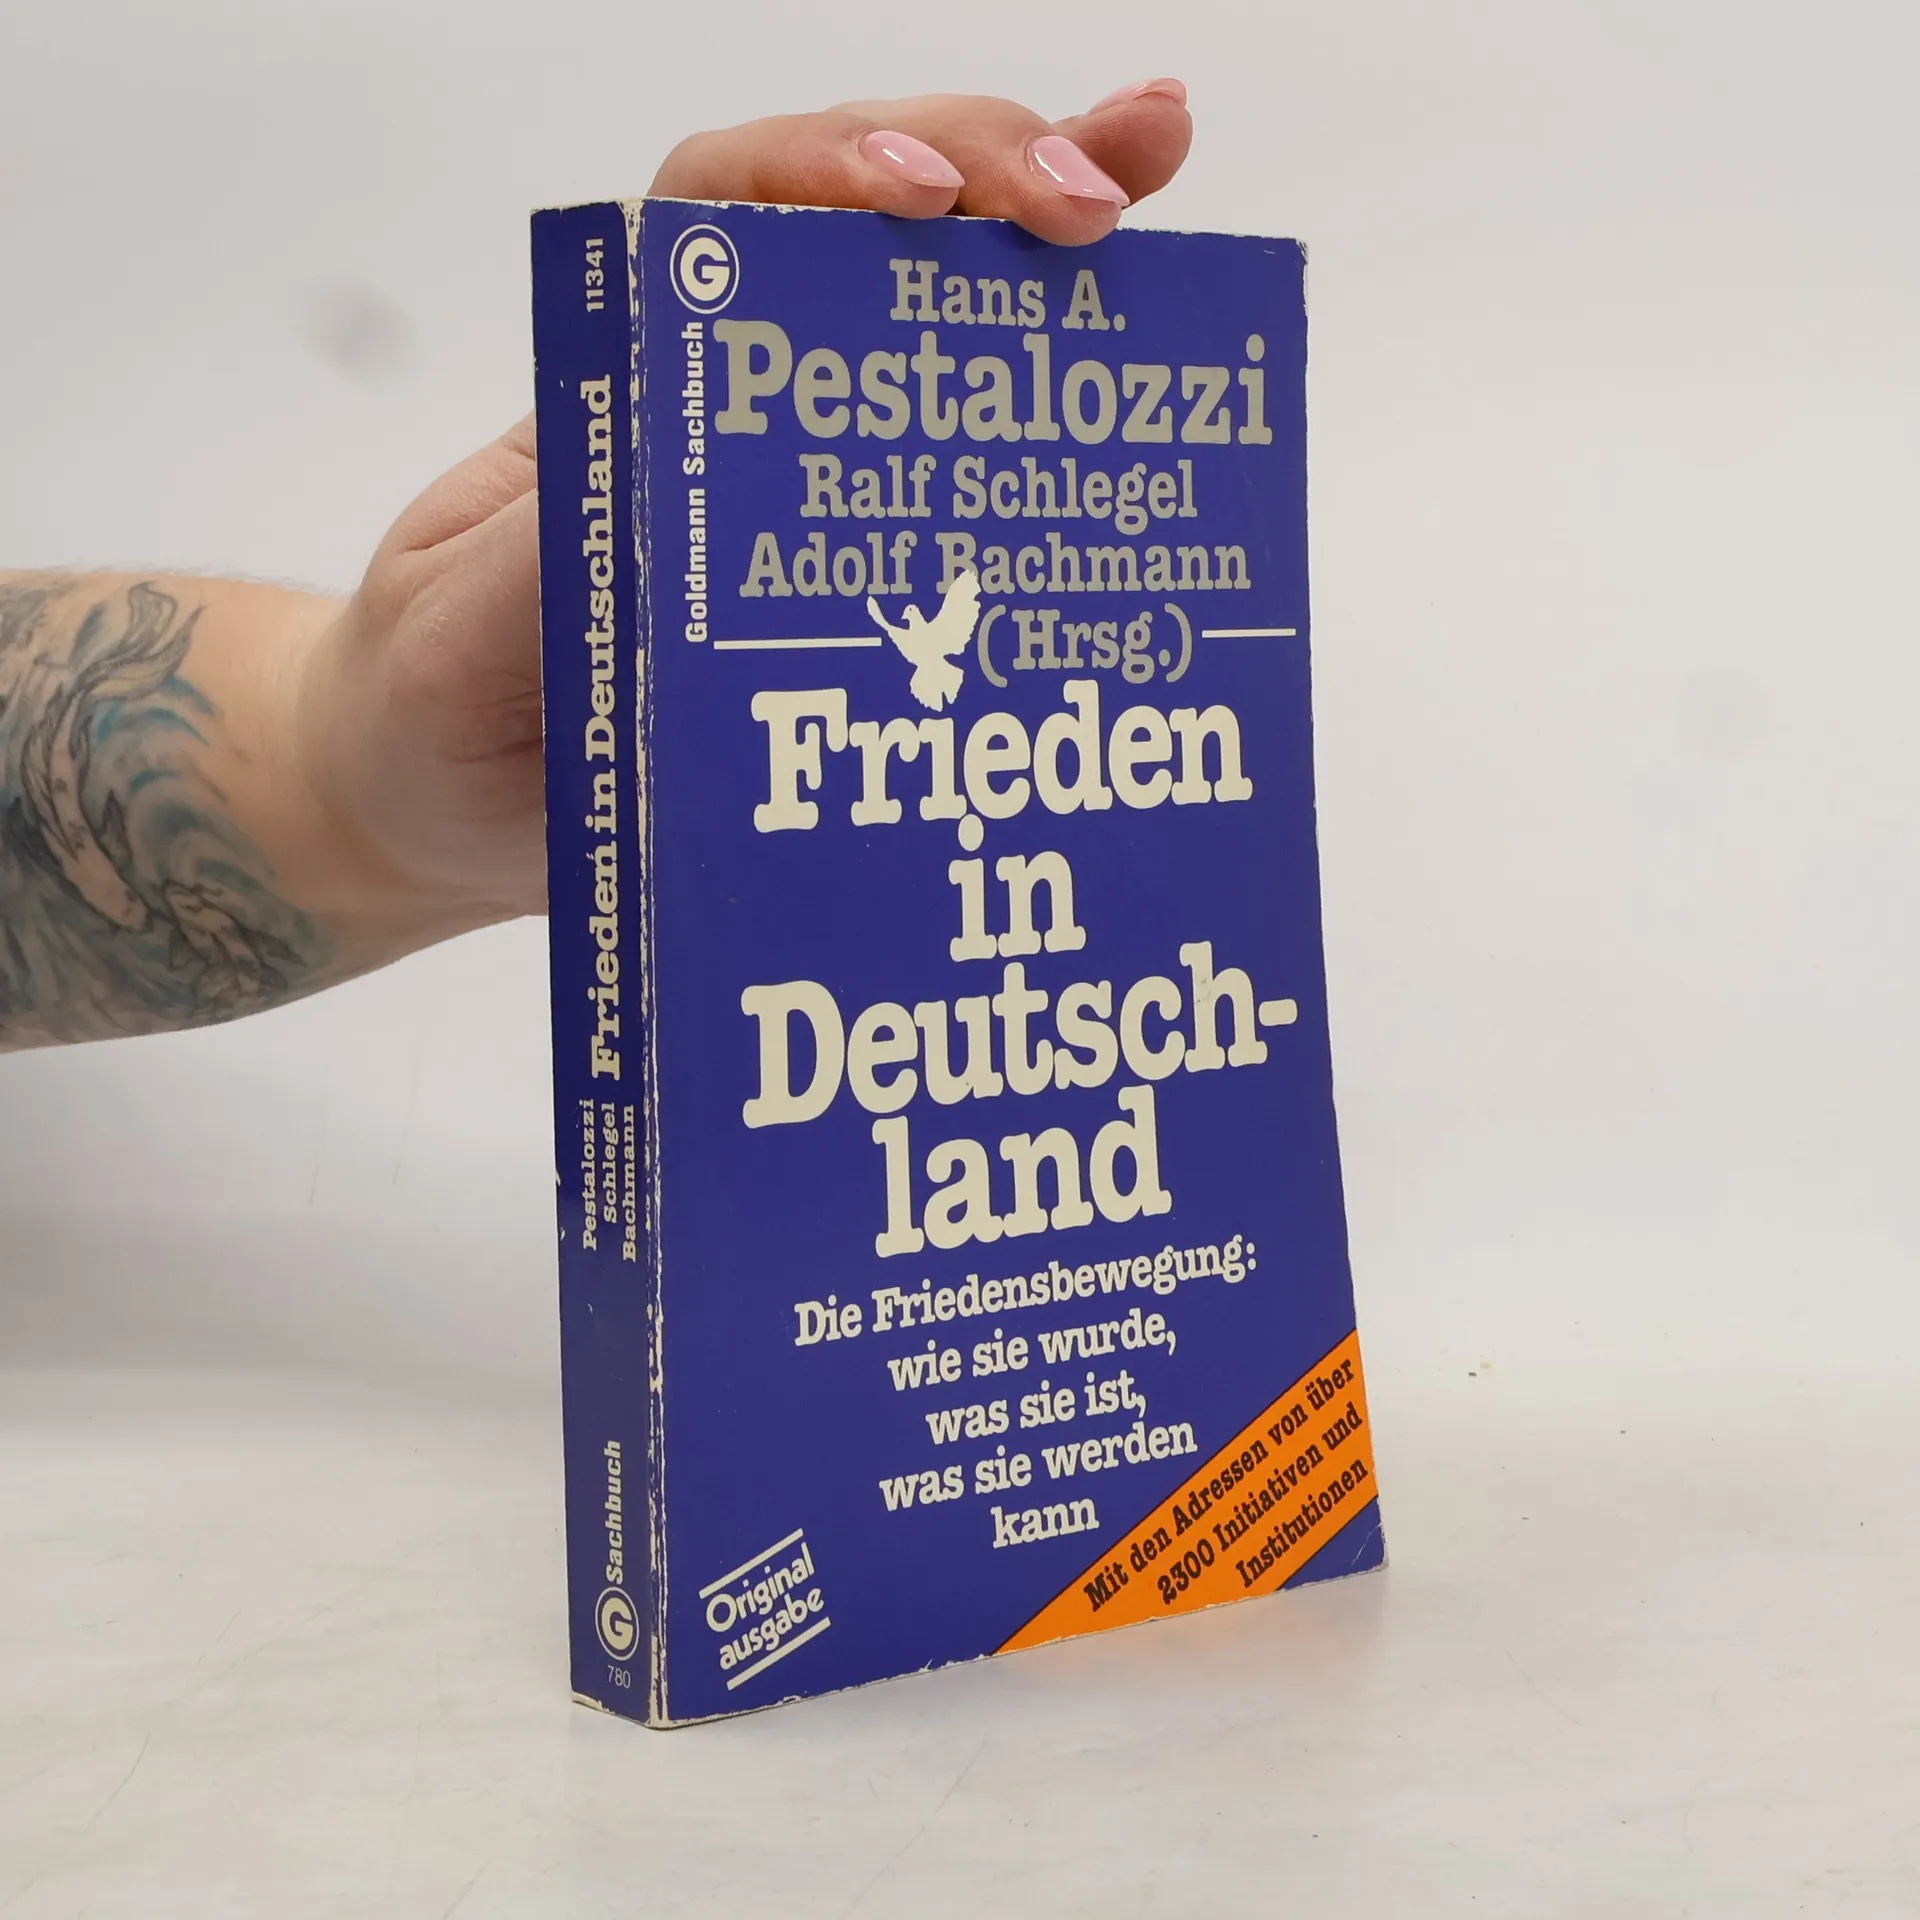 11341
Frieden in Deutschland
Pestalozzi
Schlegel
Bachmann
Sachbuch
G
780
G
Goldmann Sachbuch
Hans A.
Pestalozzi
Ralf Schlegel
Adolf Bachmann
(Hrsg.)
Frieden
in
Deutsch-
land
Die Friedensbewegung:
wie sie wurde,
was sie ist,
was sie werden
kann
Original
ausgabe
Mit den Adressen von über
2300 Initiativen und
Institutionen